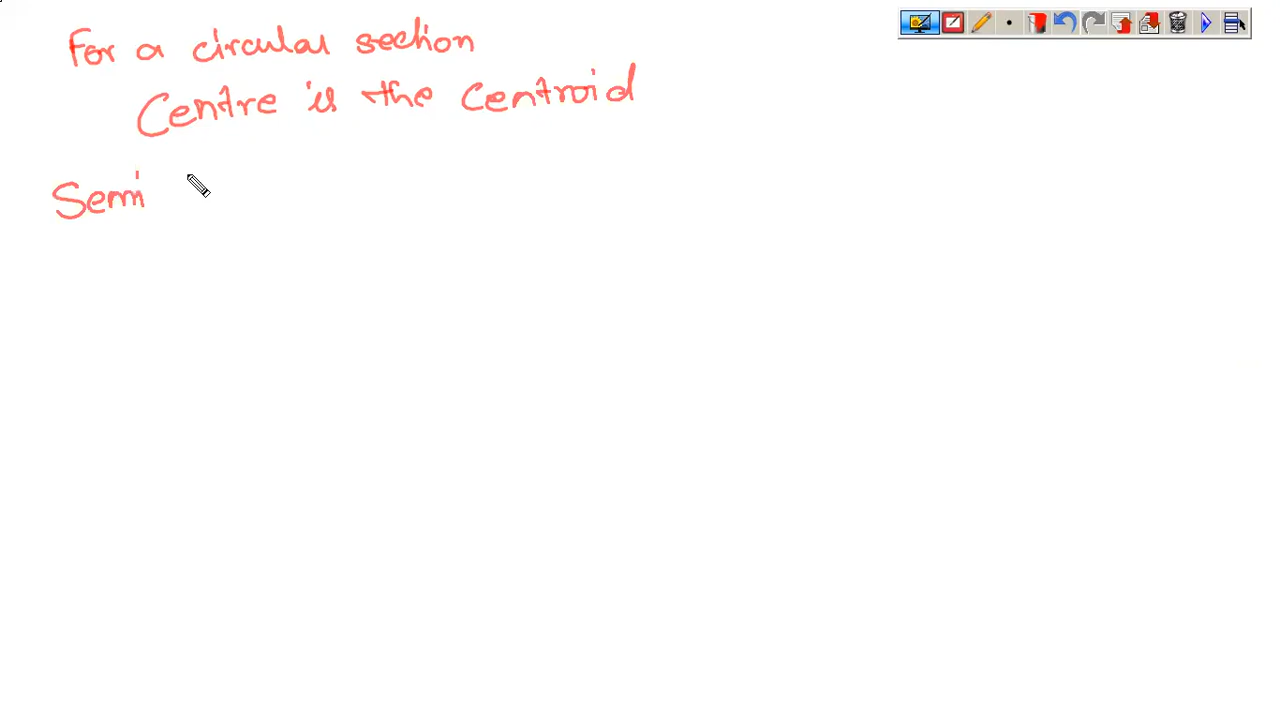 For a circular section
Centre is the centroid
Semi